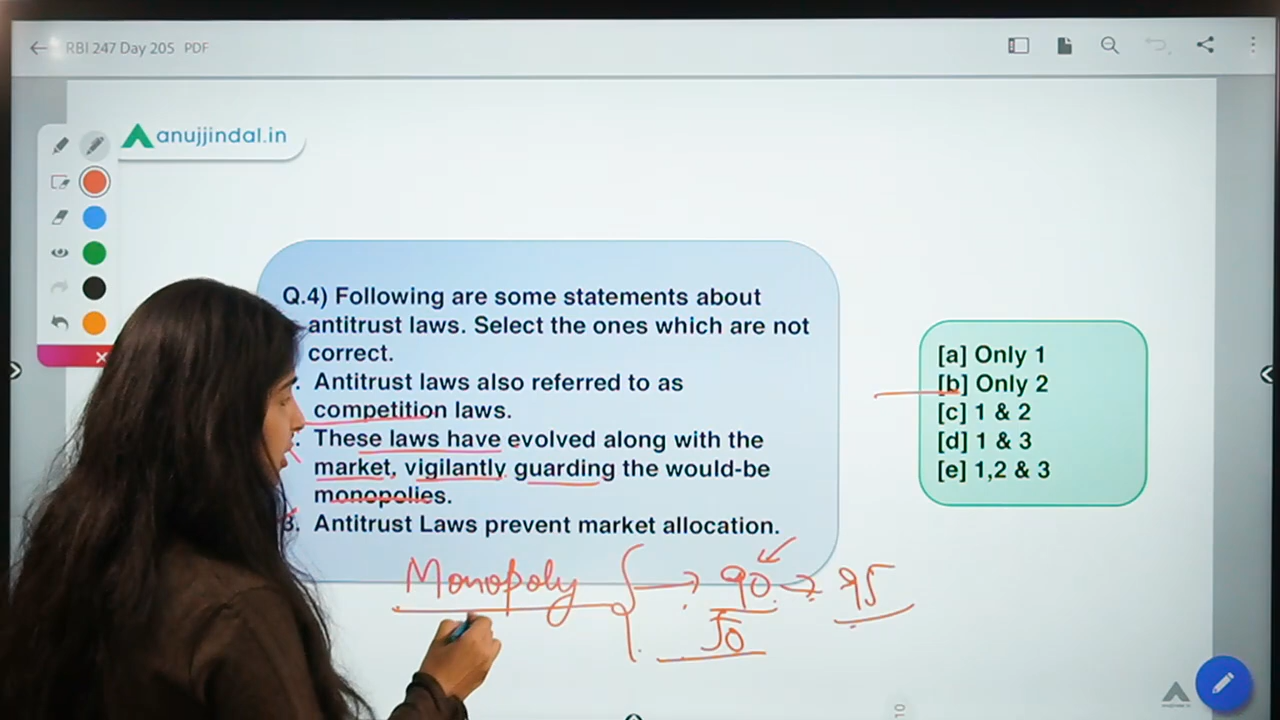 RBI 247 Day 205 PDF
anujjindal.in
Q.4) Following are some statements about
antitrust laws. Select the ones which are not
correct.
Antitrust laws also referred to as
competition laws.
These laws have evolved along with the
market, vigilantly guarding the would-be
monopolies.
3. Antitrust Laws prevent market allocation.
[a] Only 1
[b] Only 2
[c] 1 & 2
[d] 1 & 3
[e] 1,2 & 3
Monopoly → 90 → 95
50
10